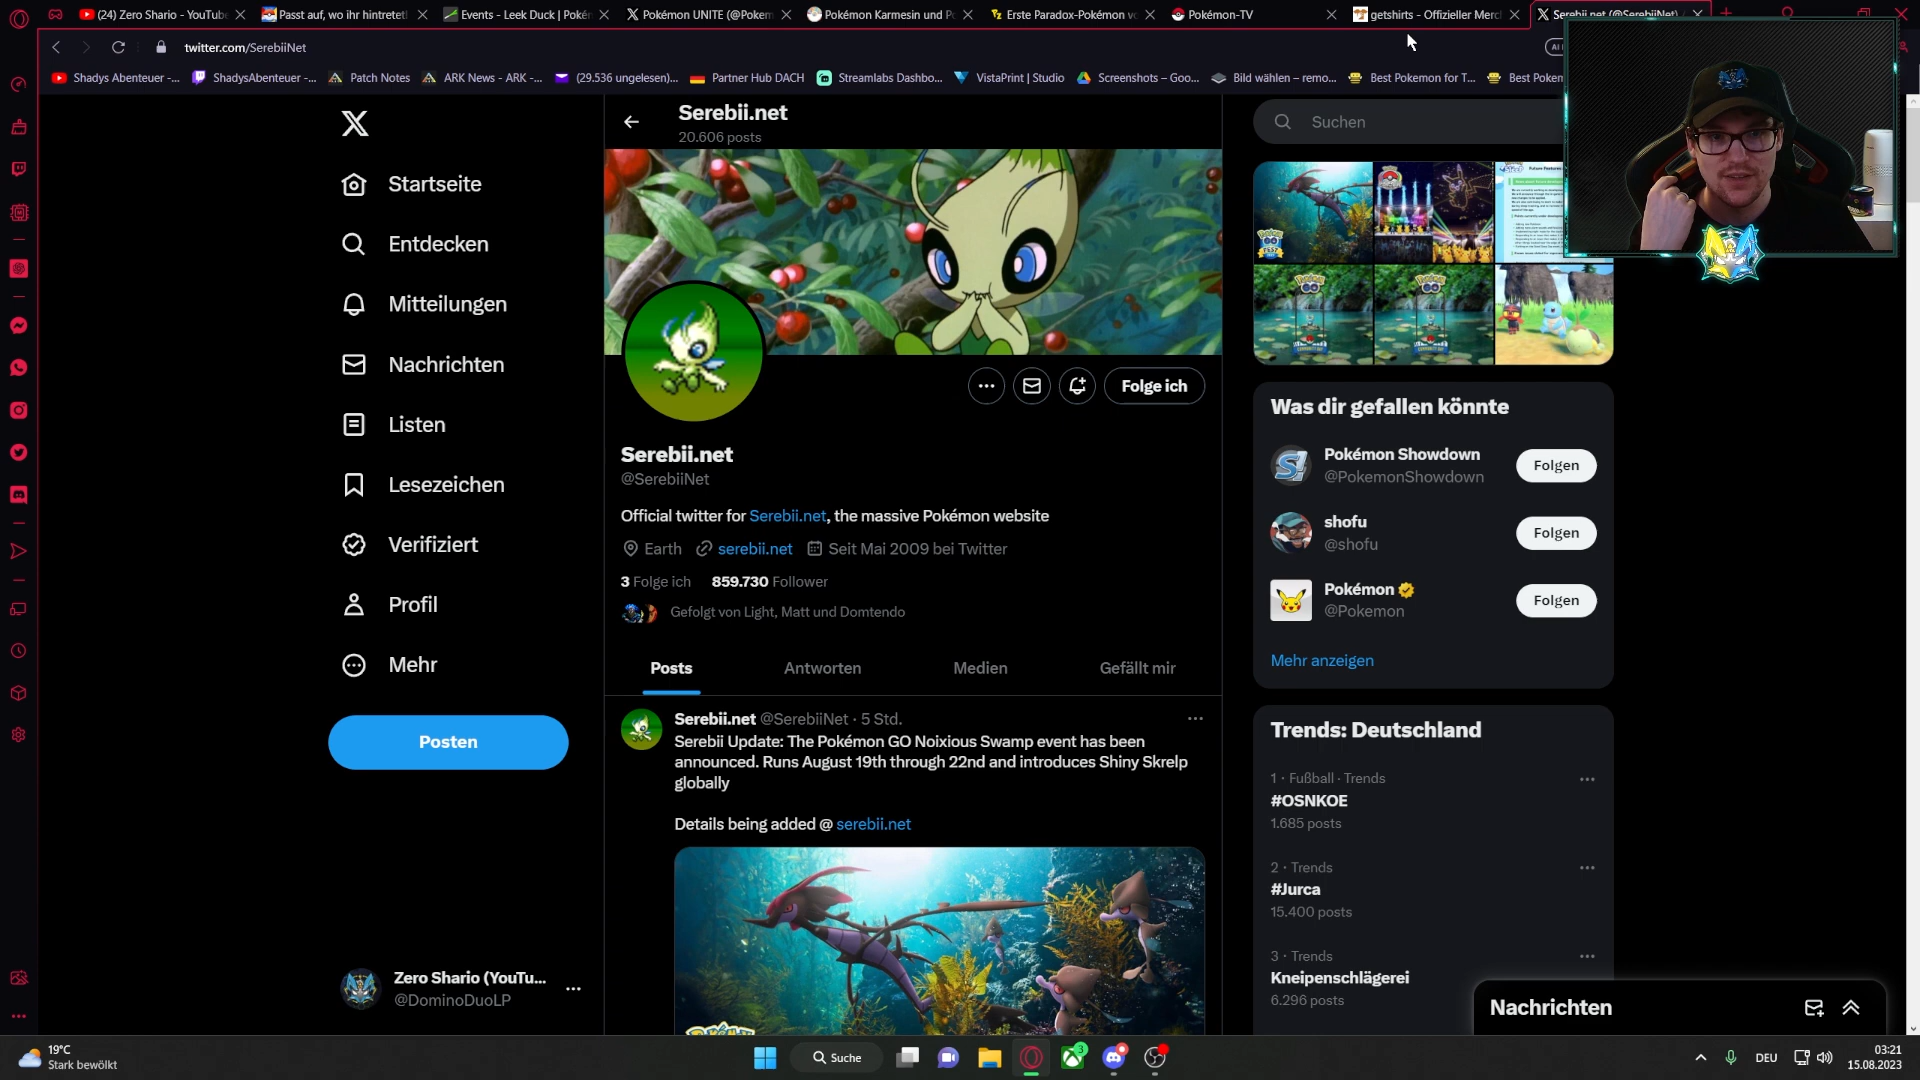 (24) Zero Shario - YouTube
Passt auf, wo ihr hintretet!
Events - Leek Duck | Poké
Pokémon UNITE (@Pokem
Pokémon Karmesin und P
Erste Paradox-Pokémon v
Pokémon-TV
getshirts - Offizieller Merc
Serebii.net (@SerebiiNet)
twitter.com/SerebiiNet
Shadys Abenteuer -...
ShadysAbenteuer -...
Patch Notes
ARK News - ARK -...
(29.536 ungelesen)...
Partner Hub DACH
Streamlabs Dashbo...
VistaPrint | Studio
Screenshots – Goo...
Bild wählen – remo...
Best Pokemon for T...
Best Poken
Startseite
Entdecken
Mitteilungen
Nachrichten
Listen
Lesezeichen
Verifiziert
Profil
Mehr
Posten
Zero Shario (YouTu...
@DominoDuoLP
Serebii.net
20.606 posts
Folge ich
Serebii.net
@SerebiiNet
Official twitter for Serebii.net, the massive Pokémon website
Earth serebii.net Seit Mai 2009 bei Twitter
3 Folge ich 859.730 Follower
Gefolgt von Light, Matt und Domtendo
Posts Antworten Medien Gefällt mir
Serebii.net @SerebiiNet · 5 Std.
Serebii Update: The Pokémon GO Noixious Swamp event has been
announced. Runs August 19th through 22nd and introduces Shiny Skrelp
globally
Details being added @ serebii.net
Suchen
Was dir gefallen könnte
Pokémon Showdown
@PokemonShowdown
Folgen
shofu
@shofu
Folgen
Pokémon
@Pokemon
Folgen
Mehr anzeigen
Trends: Deutschland
1 · Fußball · Trends
#OSNKOE
1.685 posts
2 · Trends
#Jurca
15.400 posts
3 · Trends
Kneipenschlägerei
6.296 posts
Nachrichten
19°C
Stark bewölkt
Suche
3
DEU
03:21
15.08.2023